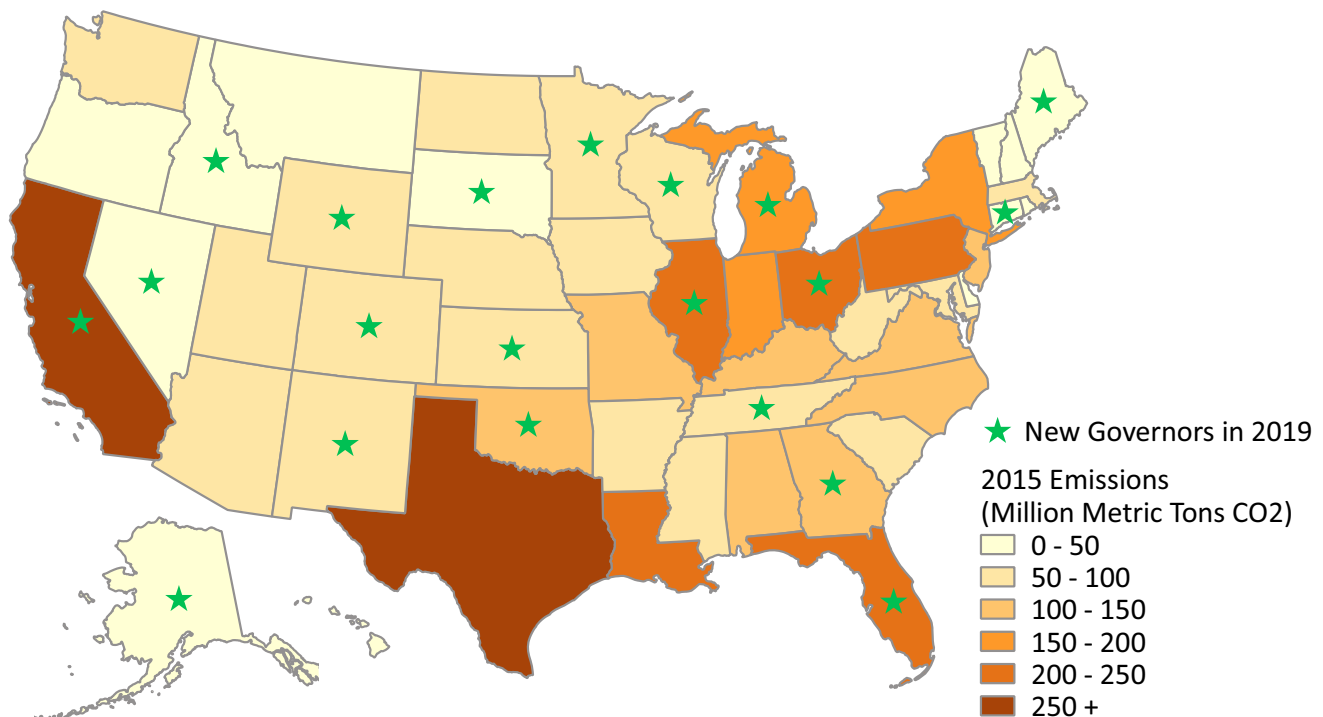 New Governors in 2019
2015 Emissions
(Million Metric Tons CO2)
0 - 50
50 - 100
100 - 150
150 - 200
200 - 250
250 +